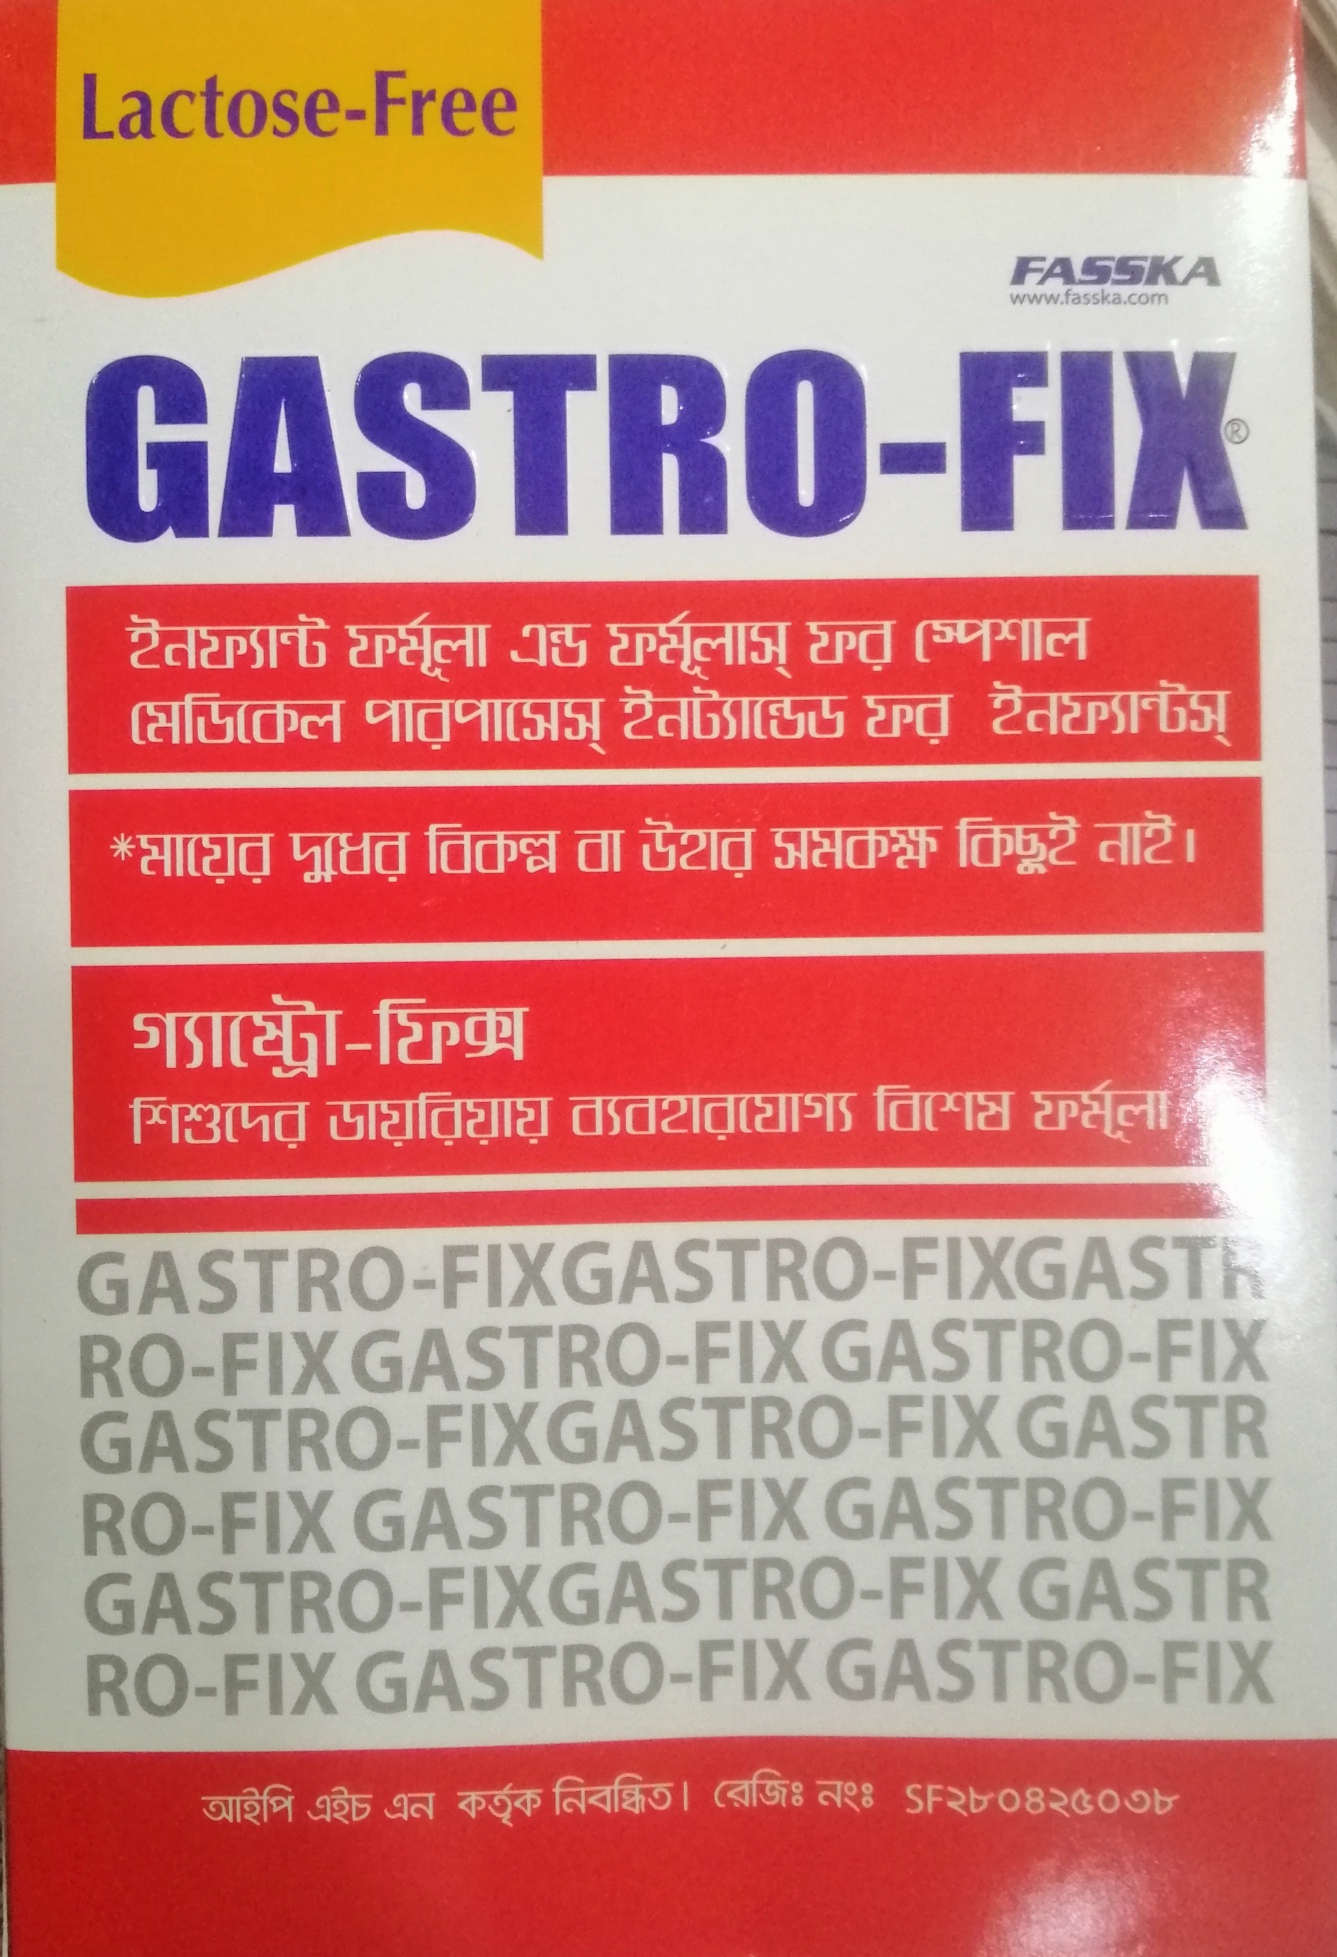 Lactose-Free
FASSKA
www.fasska.com
GASTRO-FIX®
ইনফ্যান্ট ফর্মূলা এন্ড ফর্মূলাস্ ফর স্পেশাল
মেডিকেল পারপাসেস্ ইনট্যান্ডেড ফর ইনফ্যান্টস্
*মায়ের দুধের বিকল্প বা উহার সমকক্ষ কিছুই নাই।
গ্যাষ্ট্রো-ফিক্স
শিশুদের ডায়রিয়ায় ব্যবহারযোগ্য বিশেষ ফর্মূলা
GASTRO-FIXGASTRO-FIXGASTR
RO-FIX GASTRO-FIX GASTRO-FIX
GASTRO-FIXGASTRO-FIX GASTR
RO-FIX GASTRO-FIX GASTRO-FIX
GASTRO-FIXGASTRO-FIX GASTR
RO-FIX GASTRO-FIX GASTRO-FIX
আইপি এইচ এন কর্তৃক নিবন্ধিত। রেজিঃ নংঃ SF২৮০৪২৫০৩৮